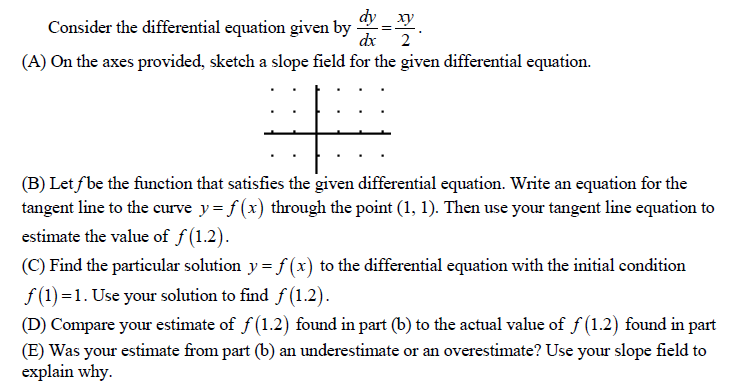 Consider the differential equation given by dy/dx = xy/2.
(A) On the axes provided, sketch a slope field for the given differential equation.
(B) Let f be the function that satisfies the given differential equation. Write an equation for the
tangent line to the curve y = f(x) through the point (1, 1). Then use your tangent line equation to
estimate the value of f(1.2).
(C) Find the particular solution y = f(x) to the differential equation with the initial condition
f(1)=1. Use your solution to find f(1.2).
(D) Compare your estimate of f(1.2) found in part (b) to the actual value of f(1.2) found in part
(E) Was your estimate from part (b) an underestimate or an overestimate? Use your slope field to
explain why.